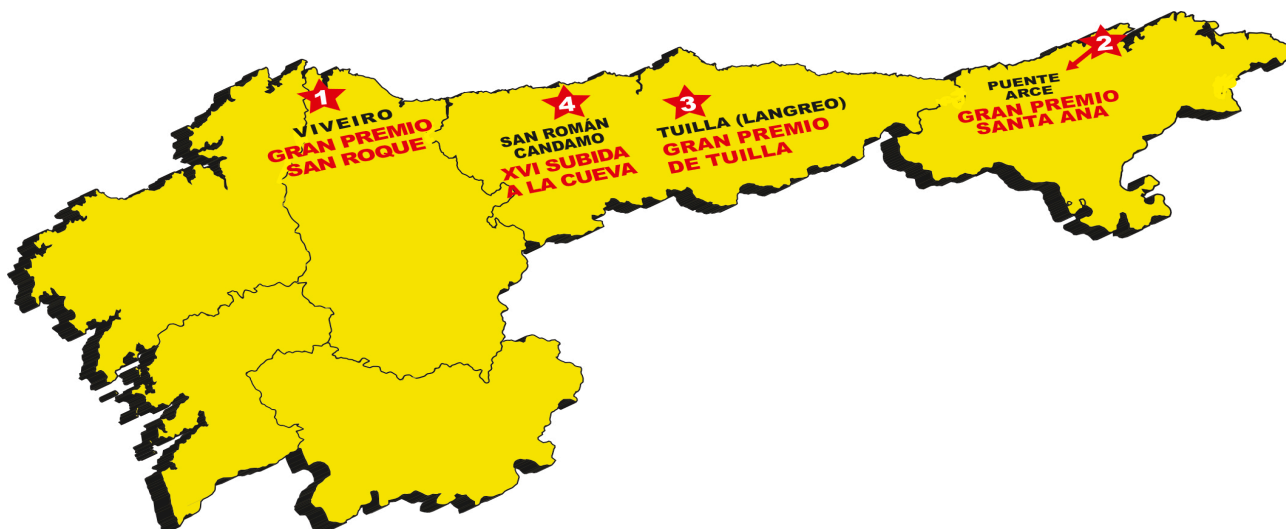 1
VIVEIRO
GRAN PREMIO
SAN ROQUE
4
SAN ROMÁN
CANDAMO
XVI SUBIDA
A LA CUEVA
3
TUILLA (LANGREO)
GRAN PREMIO
DE TUILLA
2
PUENTE
ARCE
GRAN PREMIO
SANTA ANA